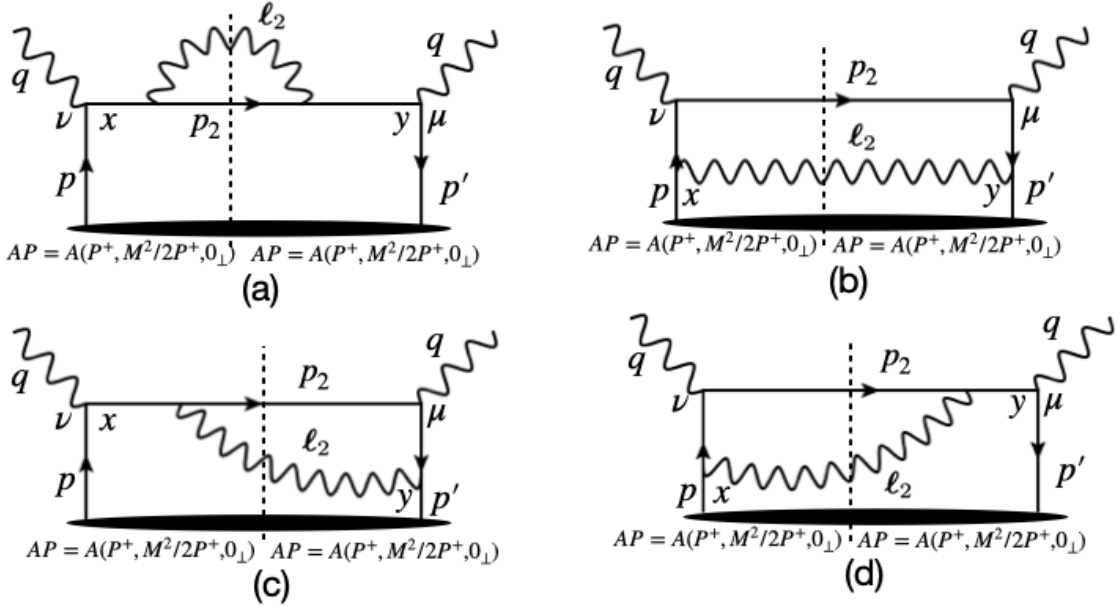 ℓ₂
q
q
ν x
p₂
y μ
p
p′
AP = A(P⁺, M²/2P⁺,0⊥) AP = A(P⁺, M²/2P⁺,0⊥)
(a)
q
q
p₂
ν
μ
ℓ₂
p x
y p′
AP = A(P⁺, M²/2P⁺,0⊥) AP = A(P⁺, M²/2P⁺,0⊥)
(b)
q
q
p₂
ν x
μ
ℓ₂
p
y p′
AP = A(P⁺, M²/2P⁺,0⊥) AP = A(P⁺, M²/2P⁺,0⊥)
(c)
q
q
p₂
ν
y μ
p x
ℓ₂
p′
AP = A(P⁺, M²/2P⁺,0⊥) AP = A(P⁺, M²/2P⁺,0⊥)
(d)